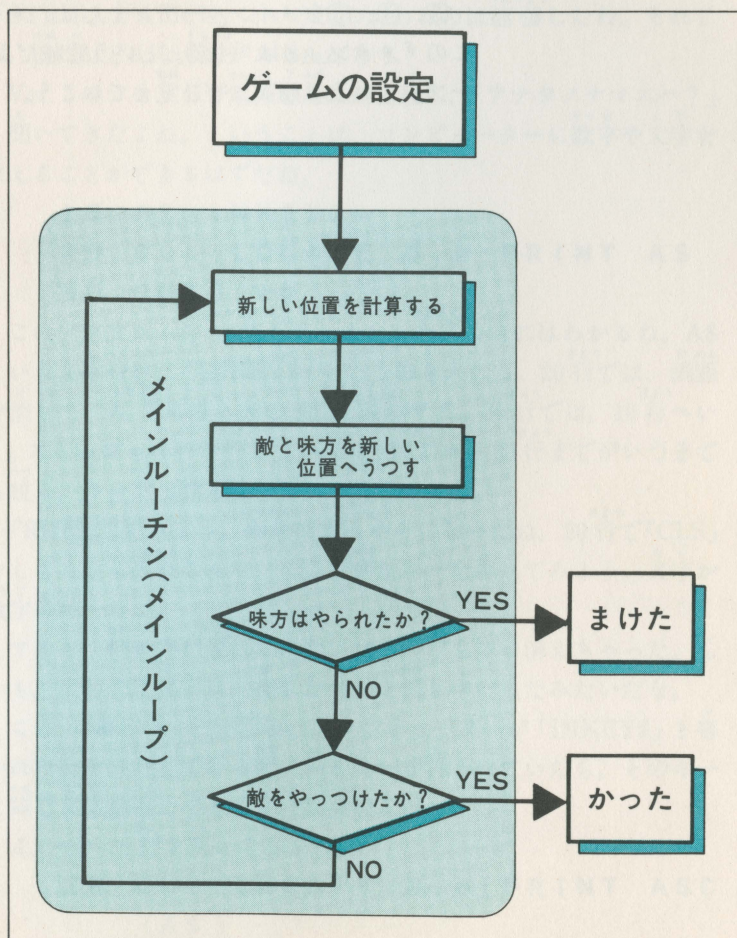 ゲームの設定
新しい位置を計算する
敵と味方を新しい
位置へうつす
味方はやられたか?
YES
まけた
NO
敵をやっつけたか?
YES
かった
NO
メインルーチン(メインループ)